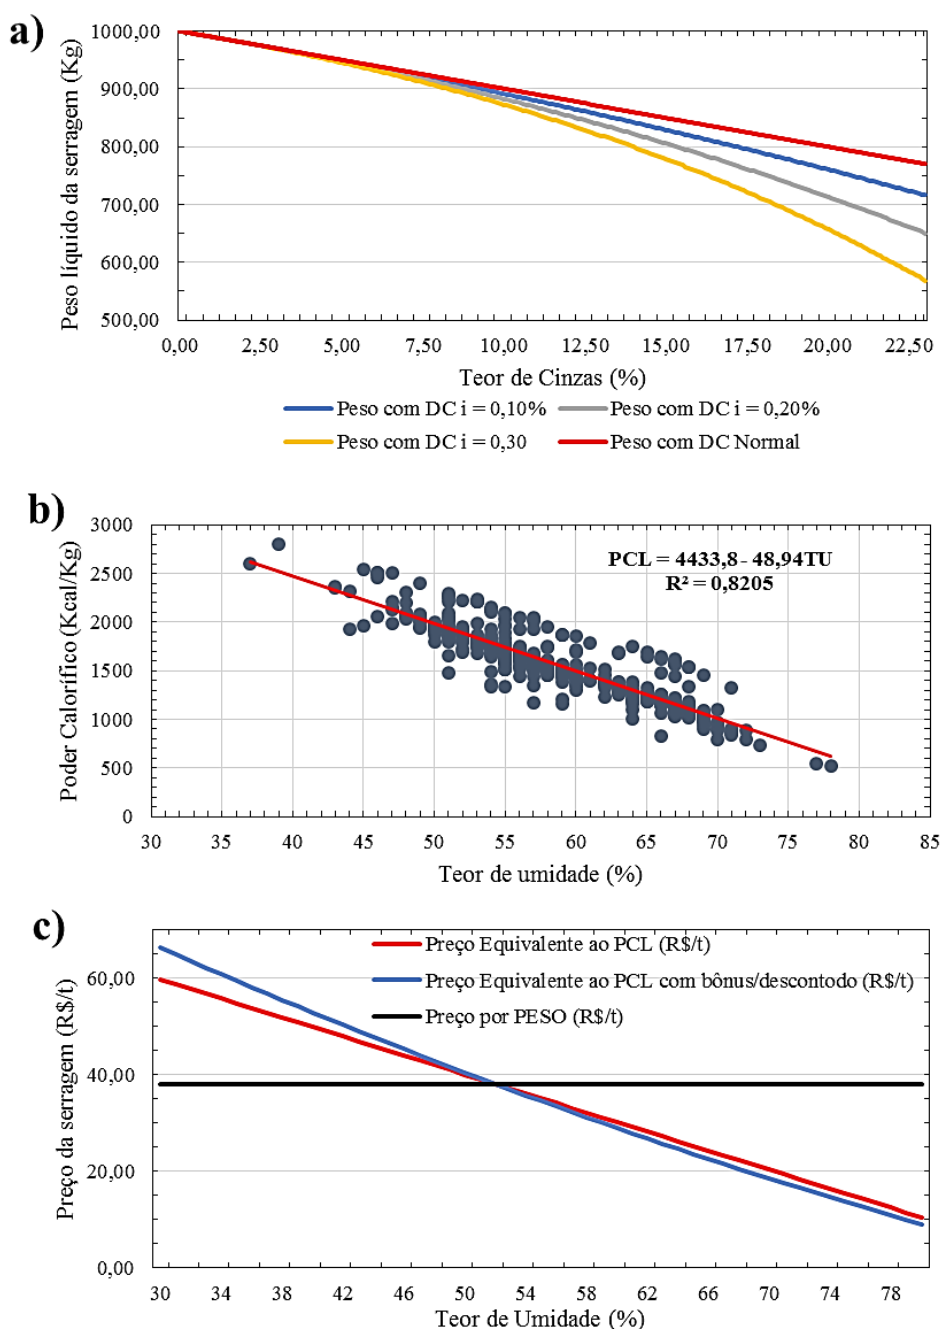 a)
Peso líquido da serragem (Kg)
1000,00
900,00
800,00
700,00
600,00
500,00
0,00 2,50 5,00 7,50 10,00 12,50 15,00 17,50 20,00 22,50
Teor de Cinzas (%)
Peso com DC i = 0,10% Peso com DC i = 0,20%
Peso com DC i = 0,30 Peso com DC Normal
b)
Poder Calorífico (Kcal/Kg)
3000
2500
2000
1500
1000
500
0
PCL = 4433,8 - 48,94TU
R² = 0,8205
30 35 40 45 50 55 60 65 70 75 80 85
Teor de umidade (%)
c)
Preço da serragem (R$/t)
60,00
40,00
20,00
0,00
Preço Equivalente ao PCL (R$/t)
Preço Equivalente ao PCL com bônus/descontodo (R$/t)
Preço por PESO (R$/t)
30 34 38 42 46 50 54 58 62 66 70 74 78
Teor de Umidade (%)